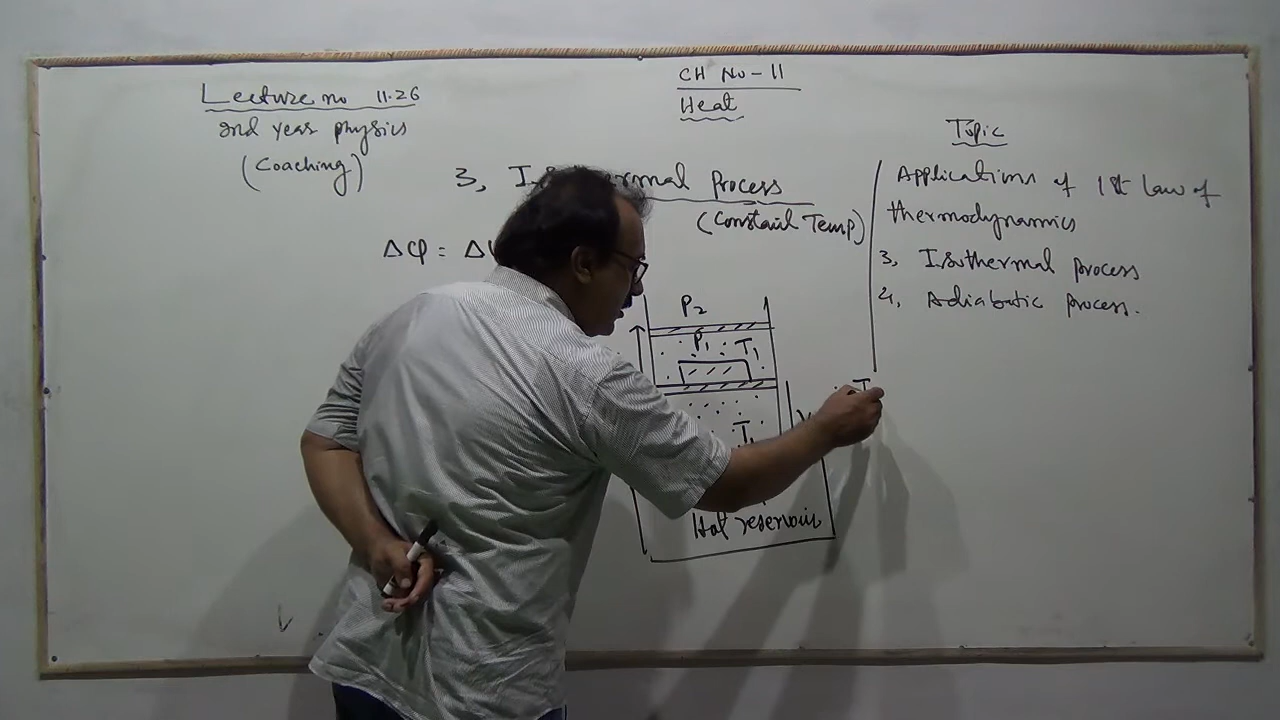 Lecture no 11.26
2nd year physics
(Coaching)
CH No - 11
Heat
3, Isothermal process
(Constant Temp)
ΔQ = ΔU
P2
P1
T1
T1
Hot reservoir
Topic
Applications of 1st Law of
thermodynamics
3, Isothermal process
4, Adiabatic process.